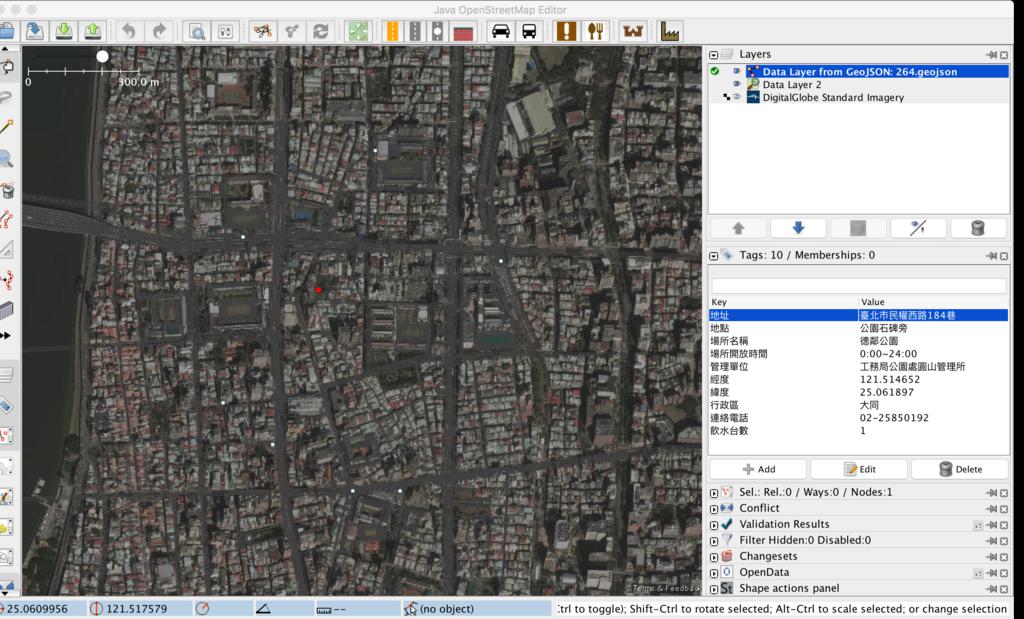 Java OpenStreetMap Editor
0 300.0 m
Layers
Data Layer from GeoJSON: 264.geojson
Data Layer 2
DigitalGlobe Standard Imagery
Tags: 10 / Memberships: 0
Key Value
地址 臺北市民權西路184巷
地點 公園石碑旁
場所名稱 德鄰公園
場所開放時間 0:00~24:00
管理單位 工務局公園處圓山管理所
經度 121.514652
緯度 25.061897
行政區 大同
連絡電話 02-25850192
飲水台數 1
Add Edit Delete
Sel.: Rel.:0 / Ways:0 / Nodes:1
Conflict
Validation Results
Filter Hidden:0 Disabled:0
Changesets
OpenData
Shape actions panel
Terms & Feedback
25.0609956 121.517579 -- (no object) trl to toggle); Shift-Ctrl to rotate selected; Alt-Ctrl to scale selected; or change selection